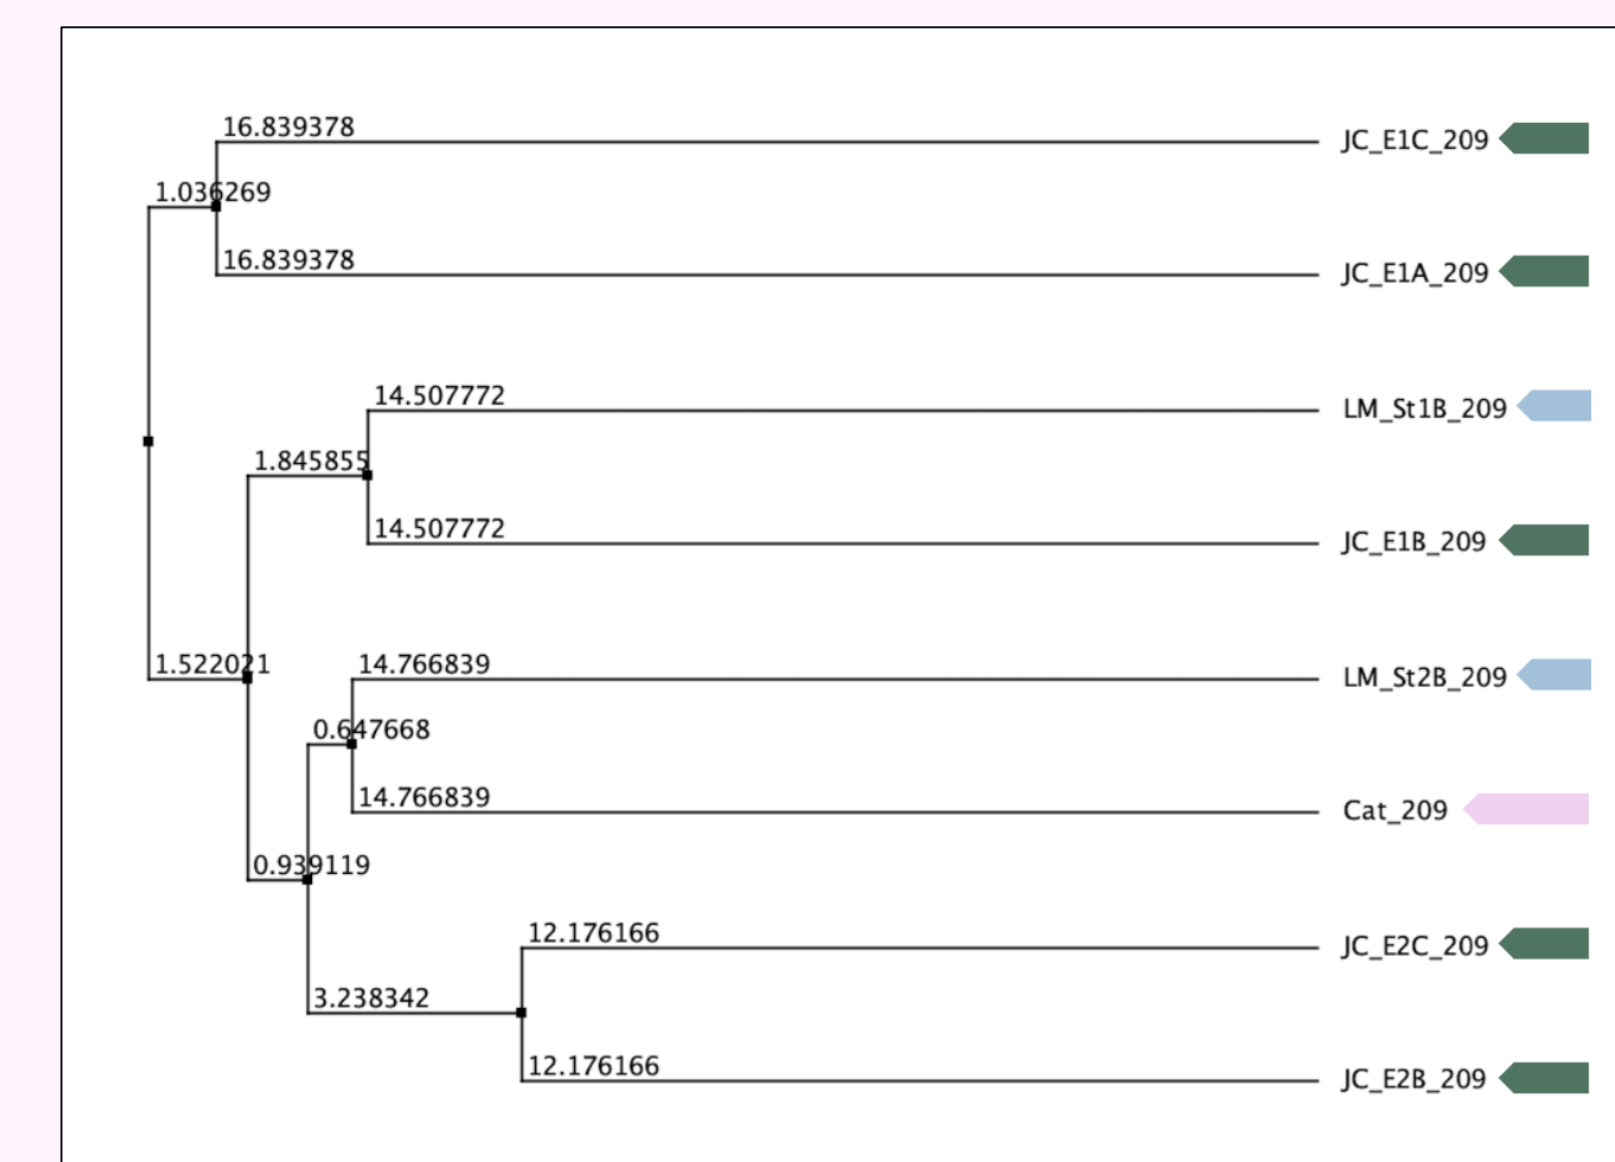 16.839378
JC_E1C_209
1.036269
16.839378
JC_E1A_209
14.507772
LM_St1B_209
1.845855
14.507772
JC_E1B_209
1.522021
14.766839
LM_St2B_209
0.647668
14.766839
Cat_209
0.939119
12.176166
JC_E2C_209
3.238342
12.176166
JC_E2B_209